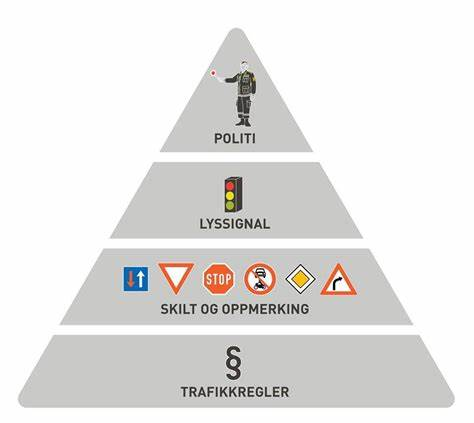 POLITI
LYSSIGNAL
STOP
SKILT OG OPPMERKING
§
TRAFIKKREGLER